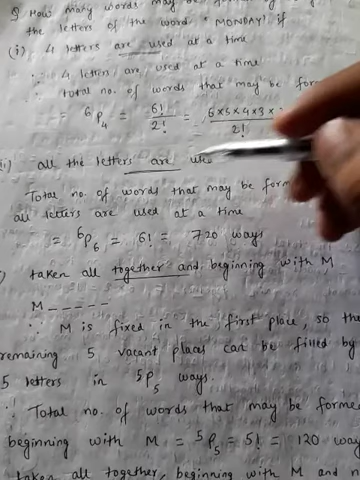 Q How many words may be
the letters of the word "MONDAY" if
(i) 4 letters are used at a time
∴ 4 letters are used at a time
∴ total no. of words that may be form
= ⁶P₄ = 6!/2! = 6×5×4×3×/2!
ii) all the letters are use
Total no. of words that may be form
all letters are used at a time
= ⁶P₆ = 6! = 720 ways
) taken all together and beginning with M
M _ _ _ _ _
∵ M is fixed in the first place, so the
remaining 5 vacant places can be filled by
5 letters in ⁵P₅ ways.
∴ Total no. of words that may be forme
beginning with M = ⁵P₅ = 5! = 120 way
taken all together, beginning with M and